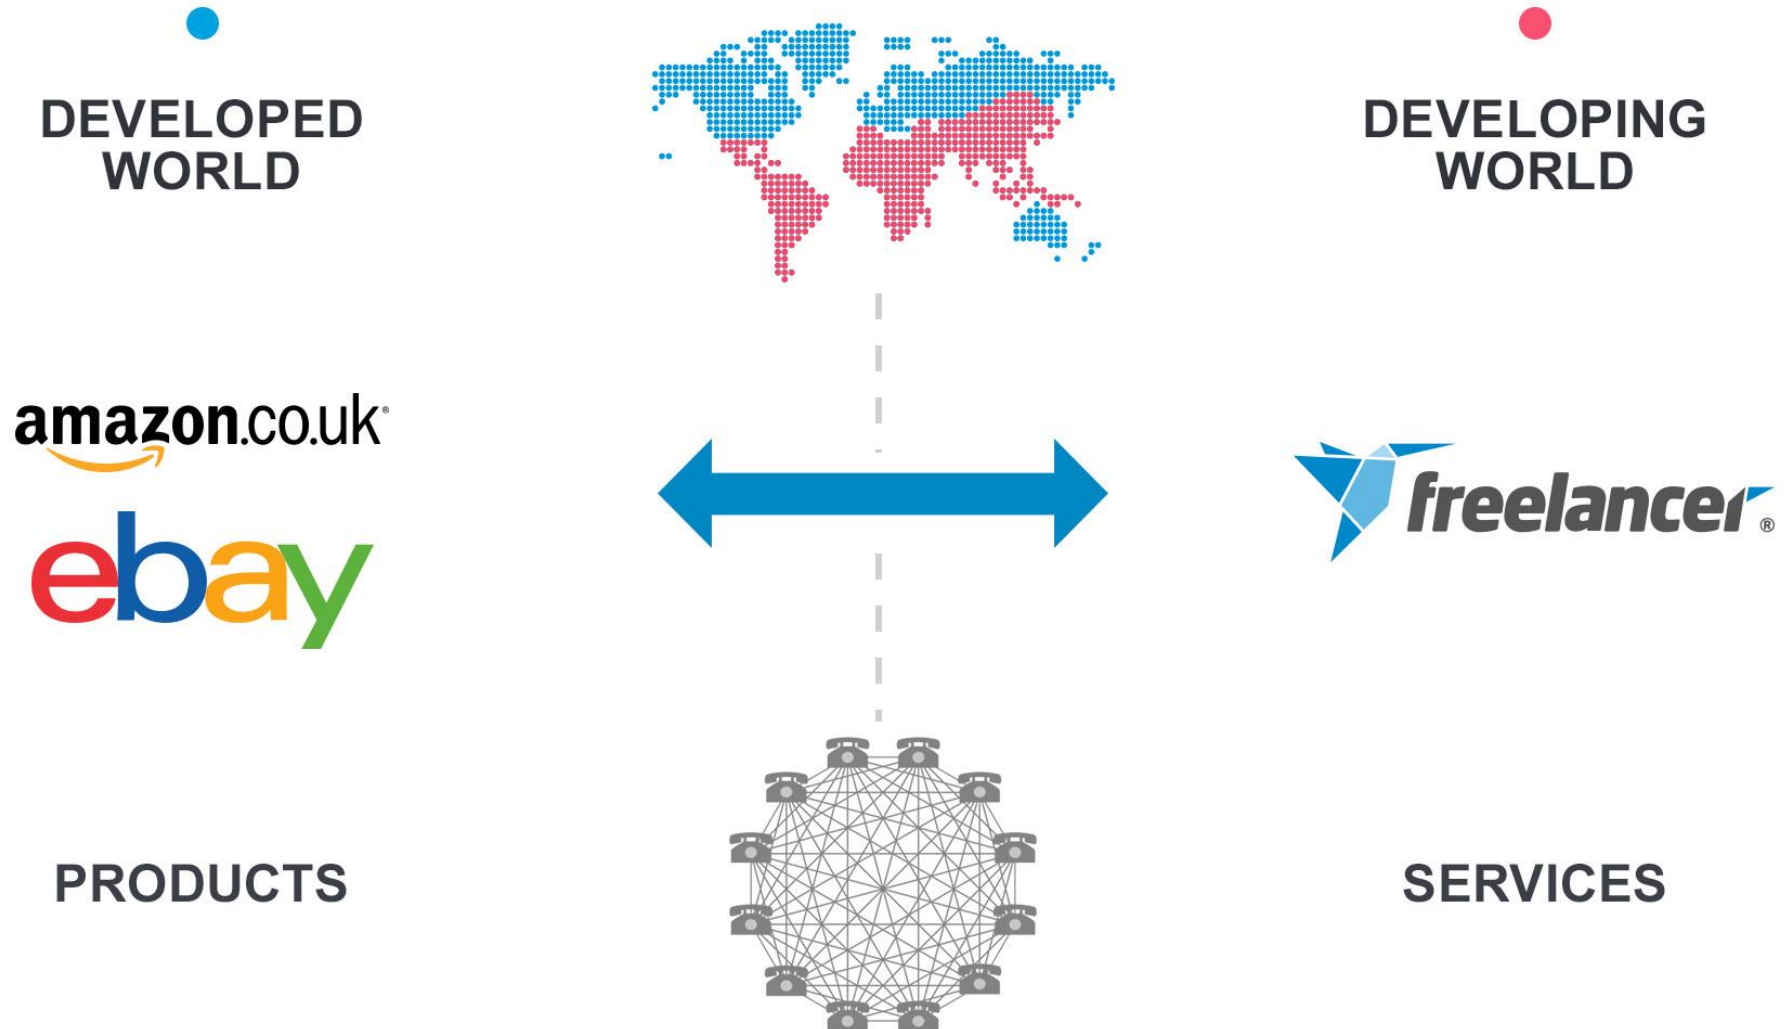 DEVELOPED
WORLD
DEVELOPING
WORLD
amazon.co.uk®
ebay
freelancer®
PRODUCTS
SERVICES